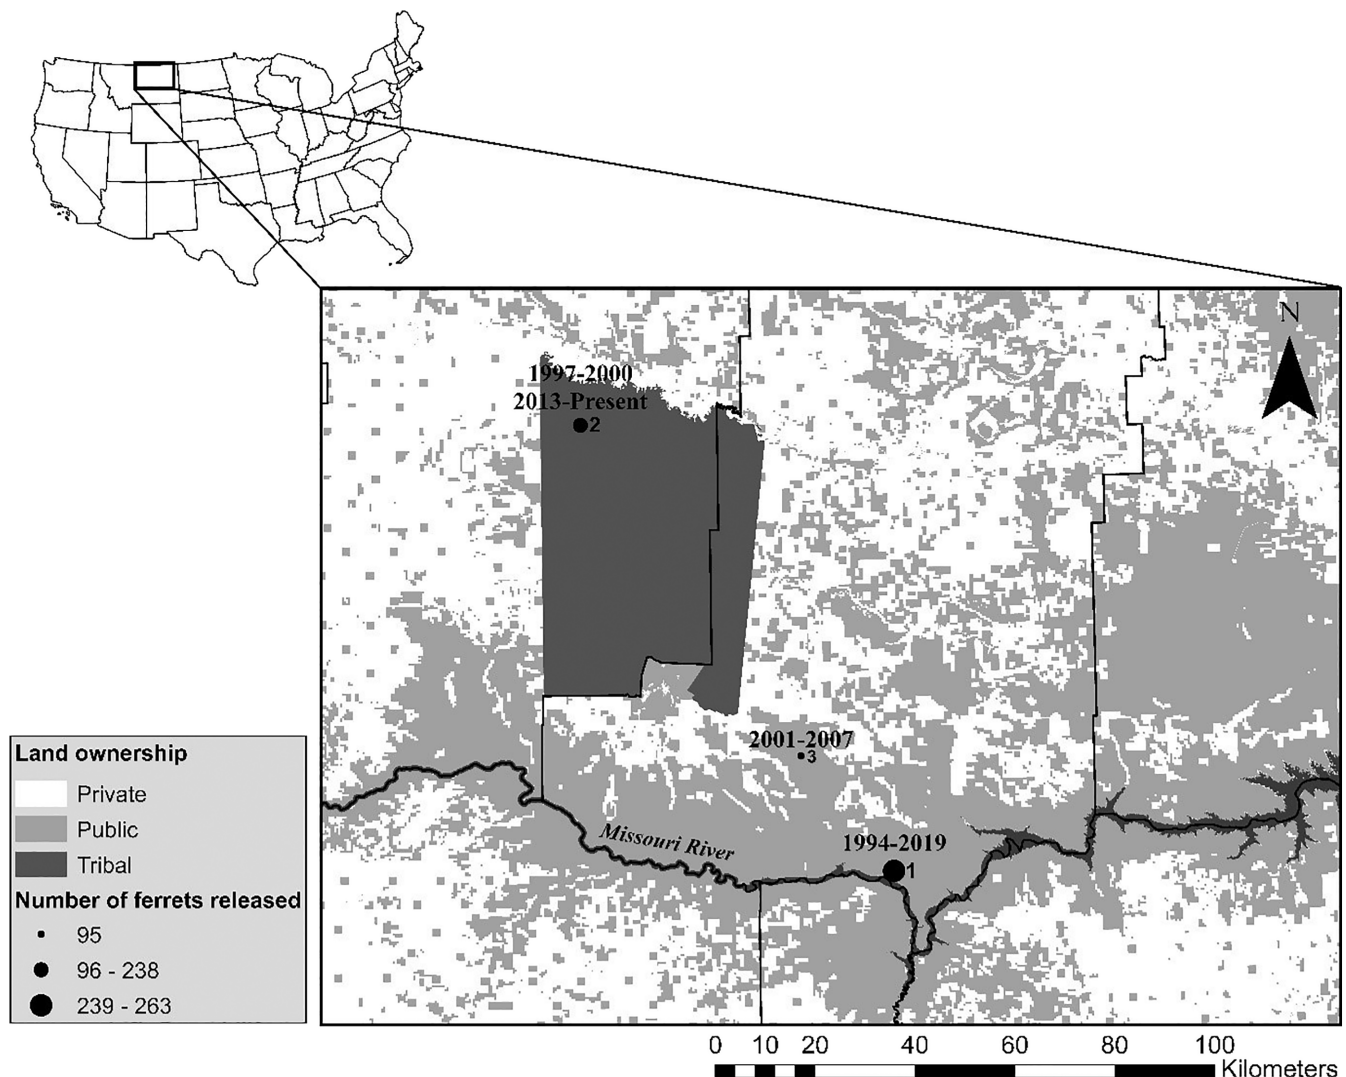 N
1997-2000
2013-Present
2
2001-2007
3
Missouri River
1994-2019
1
Land ownership
Private
Public
Tribal
Number of ferrets released
95
96 - 238
239 - 263
0 10 20 40 60 80 100
Kilometers